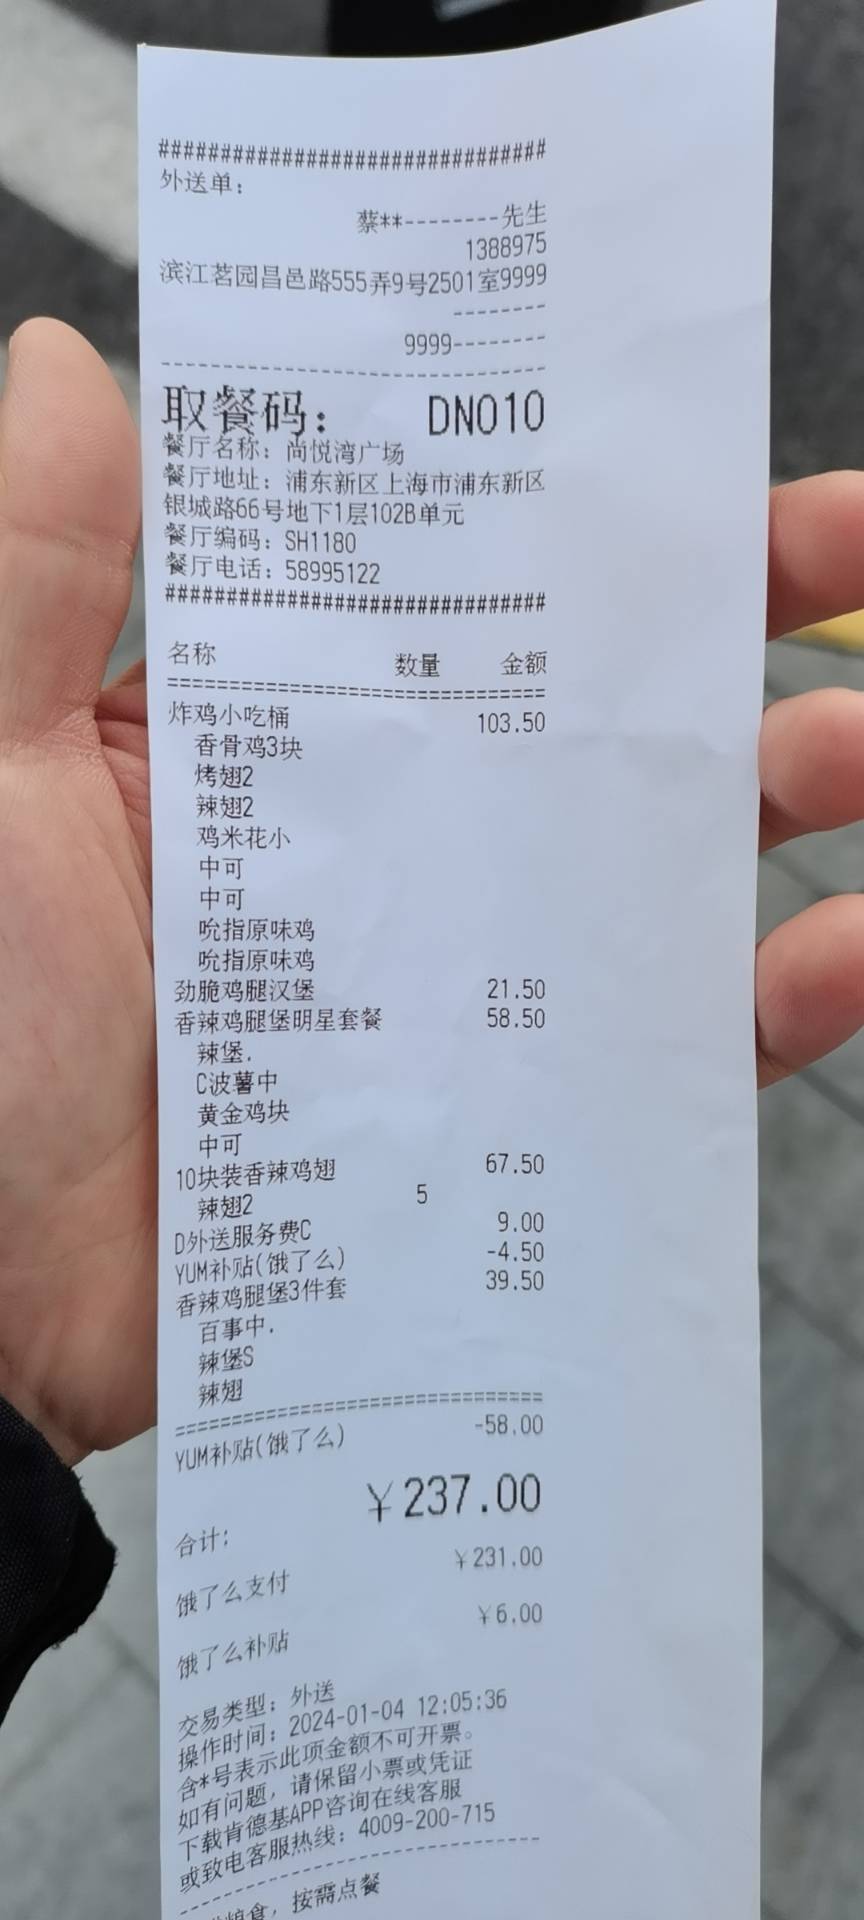 ################################
外送单：
蔡**--------先生
1388975
滨江茗园昌邑路555弄9号2501室9999
--------
9999--------
--------------------------------
取餐码： DN010
餐厅名称：尚悦湾广场
餐厅地址：浦东新区上海市浦东新区
银城路66号地下1层102B单元
餐厅编码：SH1180
餐厅电话：58995122
################################
名称 数量 金额
================================
炸鸡小吃桶 103.50
香骨鸡3块
烤翅2
辣翅2
鸡米花小
中可
中可
吮指原味鸡
吮指原味鸡
劲脆鸡腿汉堡 21.50
香辣鸡腿堡明星套餐 58.50
辣堡.
C波薯中
黄金鸡块
中可
10块装香辣鸡翅 67.50
辣翅2 5
D外送服务费C 9.00
YUM补贴(饿了么) -4.50
香辣鸡腿堡3件套 39.50
百事中.
辣堡S
辣翅
================================
YUM补贴(饿了么) -58.00
合计: ￥237.00
饿了么支付 ￥231.00
饿了么补贴 ￥6.00
交易类型：外送
操作时间：2024-01-04 12:05:36
含*号表示此项金额不可开票。
如有问题，请保留小票或凭证
下载肯德基APP咨询在线客服
或致电客服热线：4009-200-715
--------------------------------
粮食，按需点餐